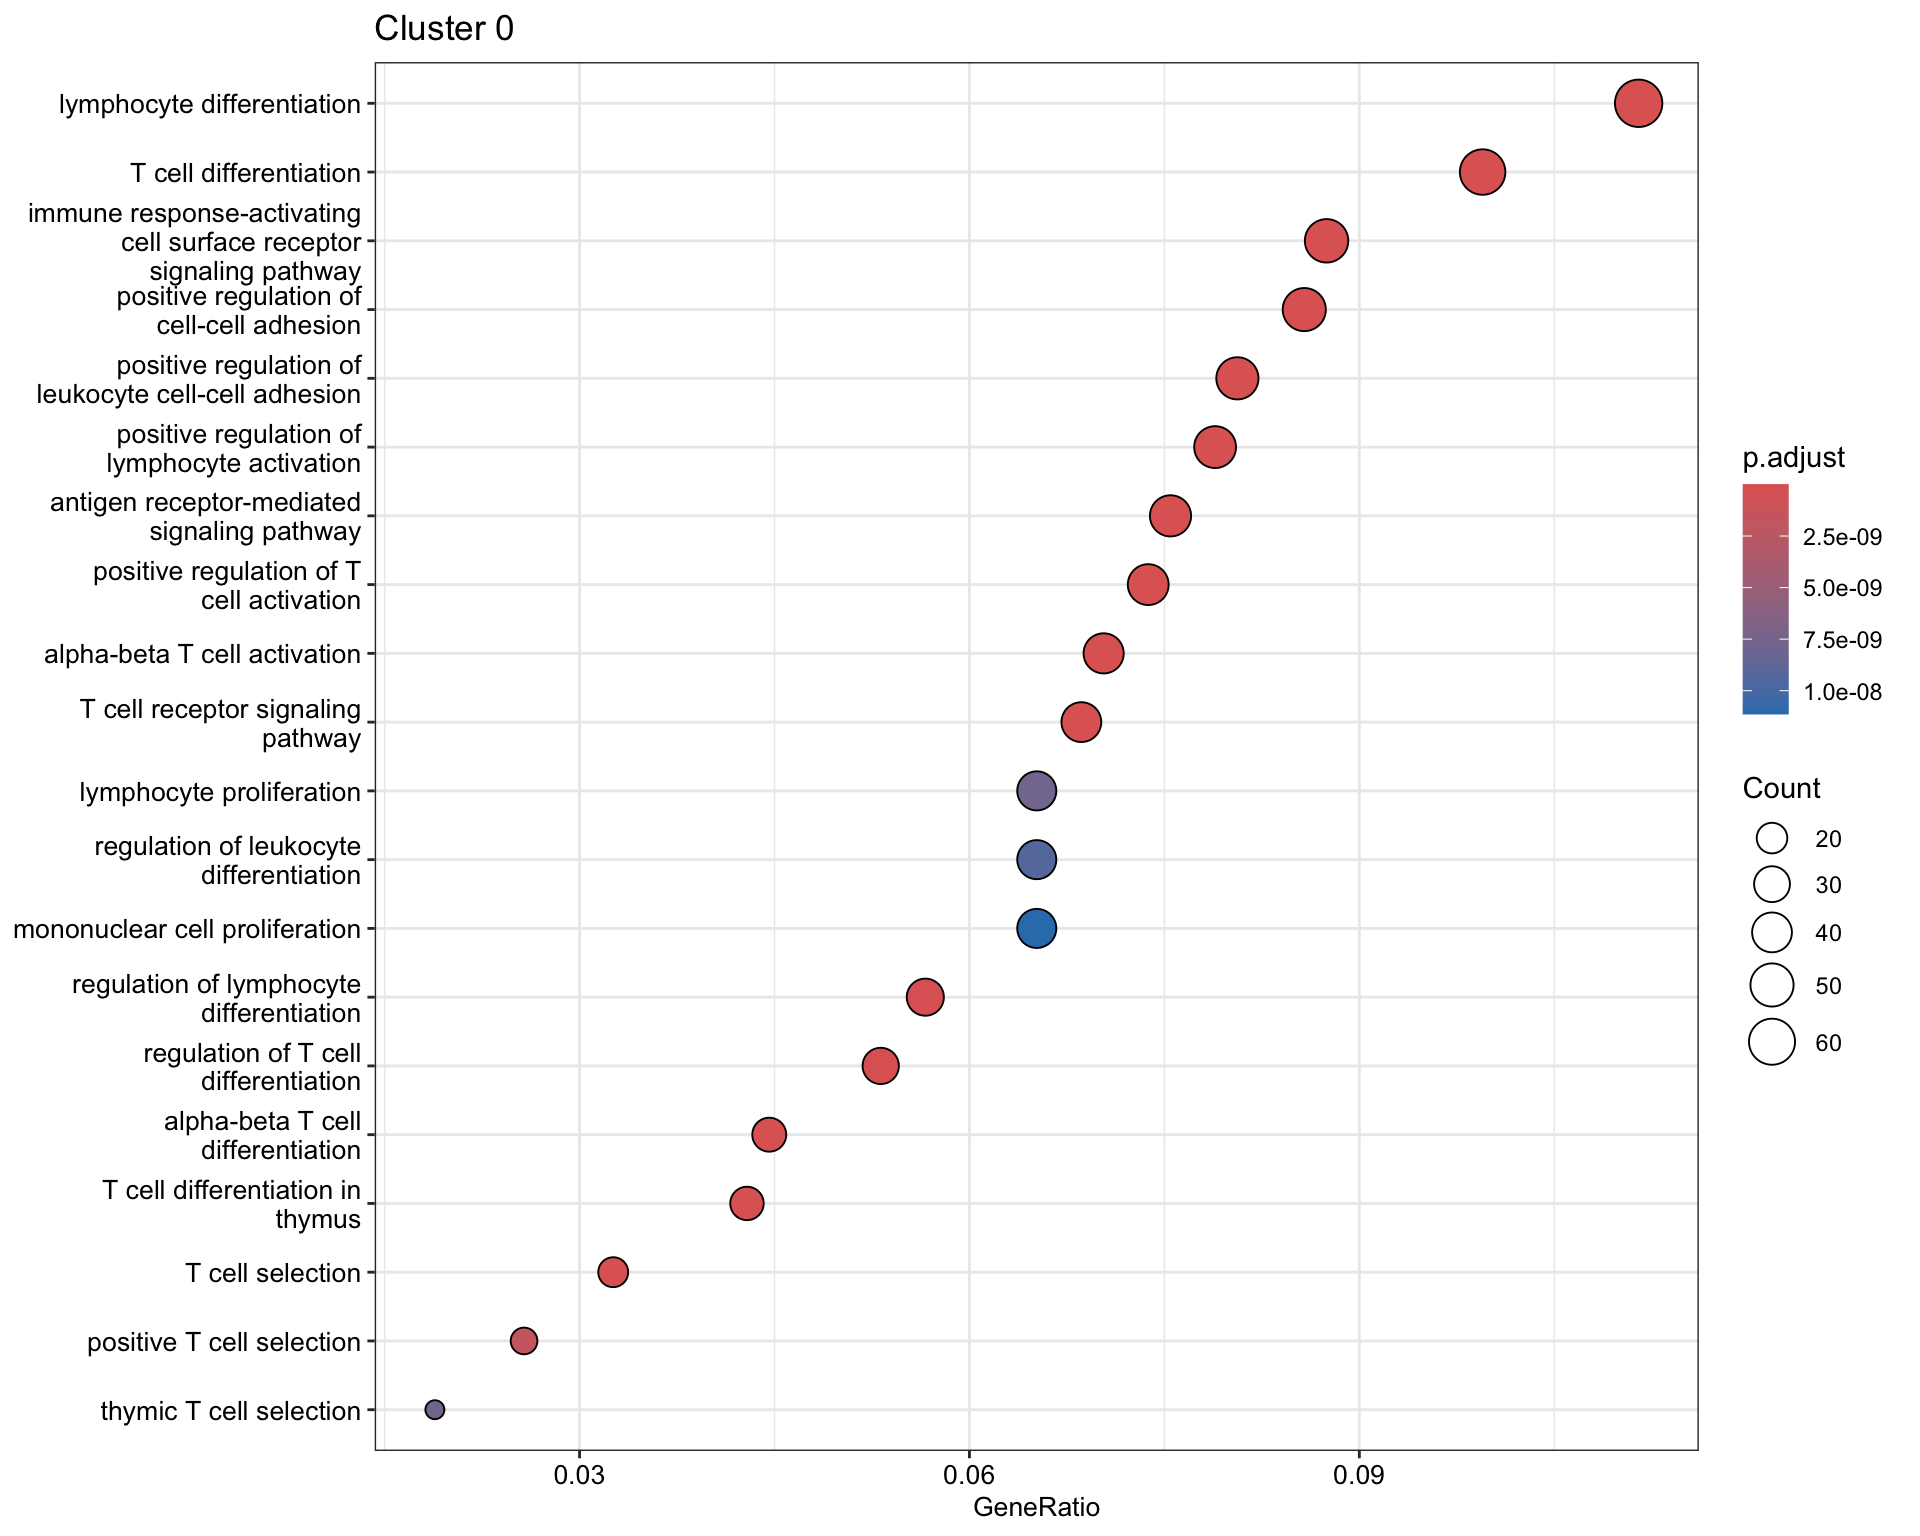 Cluster 0
lymphocyte differentiation
T cell differentiation
immune response-activating
cell surface receptor
signaling pathway
positive regulation of
cell-cell adhesion
positive regulation of
leukocyte cell-cell adhesion
positive regulation of
lymphocyte activation
antigen receptor-mediated
signaling pathway
positive regulation of T
cell activation
alpha-beta T cell activation
T cell receptor signaling
pathway
lymphocyte proliferation
regulation of leukocyte
differentiation
mononuclear cell proliferation
regulation of lymphocyte
differentiation
regulation of T cell
differentiation
alpha-beta T cell
differentiation
T cell differentiation in
thymus
T cell selection
positive T cell selection
thymic T cell selection
0.03 0.06 0.09
GeneRatio
p.adjust
2.5e-09
5.0e-09
7.5e-09
1.0e-08
Count
20
30
40
50
60